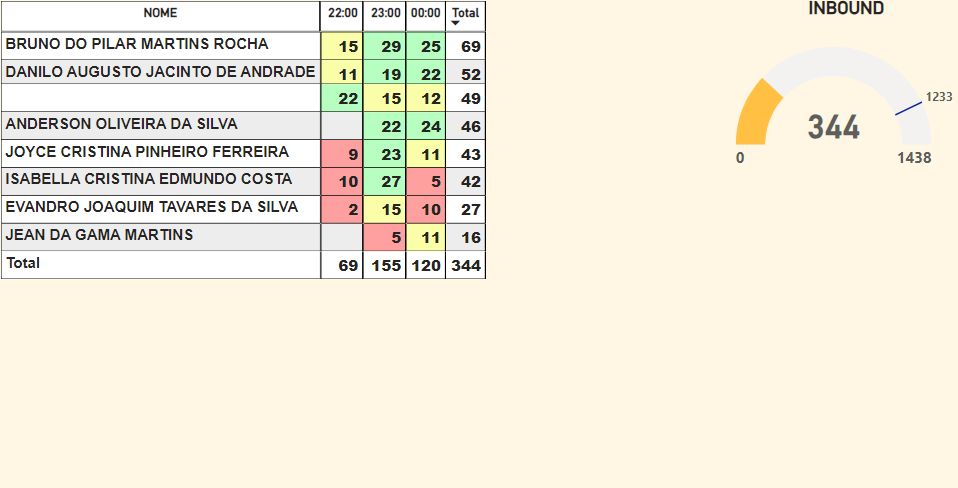 NOME 22:00 23:00 00:00 Total
BRUNO DO PILAR MARTINS ROCHA 15 29 25 69
DANILO AUGUSTO JACINTO DE ANDRADE 11 19 22 52
22 15 12 49
ANDERSON OLIVEIRA DA SILVA 22 24 46
JOYCE CRISTINA PINHEIRO FERREIRA 9 23 11 43
ISABELLA CRISTINA EDMUNDO COSTA 10 27 5 42
EVANDRO JOAQUIM TAVARES DA SILVA 2 15 10 27
JEAN DA GAMA MARTINS 5 11 16
Total 69 155 120 344
INBOUND
1233
344
0 1438